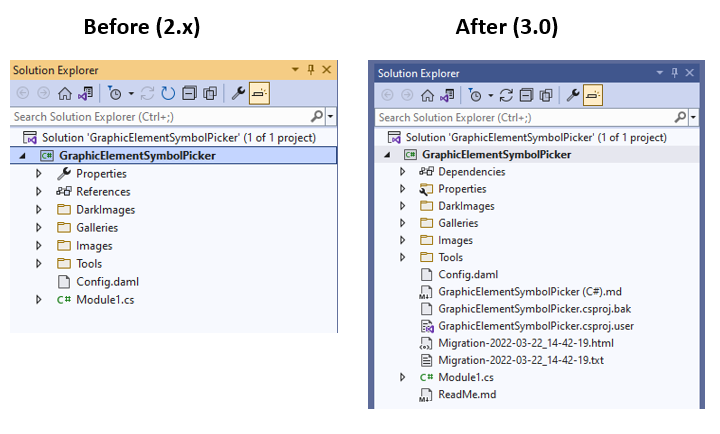 Before (2.x)
Solution Explorer
Search Solution Explorer (Ctrl+;)
Solution 'GraphicElementSymbolPicker' (1 of 1 project)
C# GraphicElementSymbolPicker
Properties
References
DarkImages
Galleries
Images
Tools
Config.daml
C# Module1.cs
After (3.0)
Solution Explorer
Search Solution Explorer (Ctrl+;)
Solution 'GraphicElementSymbolPicker' (1 of 1 project)
C# GraphicElementSymbolPicker
Dependencies
Properties
DarkImages
Galleries
Images
Tools
Config.daml
GraphicElementSymbolPicker (C#).md
GraphicElementSymbolPicker.csproj.bak
GraphicElementSymbolPicker.csproj.user
Migration-2022-03-22_14-42-19.html
Migration-2022-03-22_14-42-19.txt
C# Module1.cs
ReadMe.md